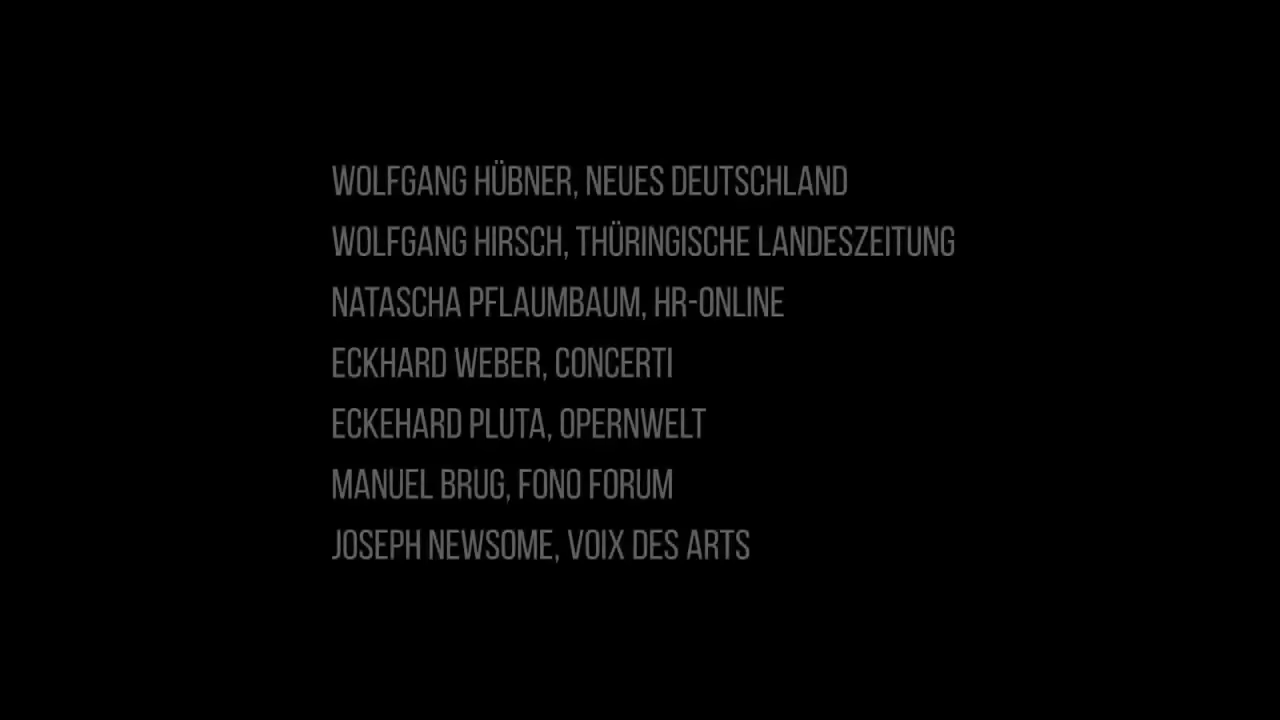 WOLFGANG HÜBNER, NEUES DEUTSCHLAND
WOLFGANG HIRSCH, THÜRINGISCHE LANDESZEITUNG
NATASCHA PFLAUMBAUM, HR-ONLINE
ECKHARD WEBER, CONCERTI
ECKEHARD PLUTA, OPERNWELT
MANUEL BRUG, FONO FORUM
JOSEPH NEWSOME, VOIX DES ARTS